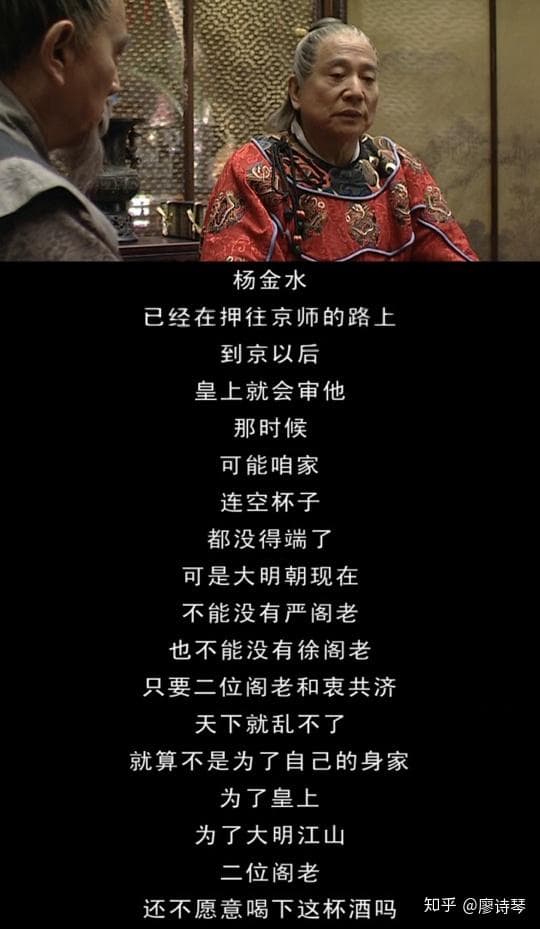 杨金水
已经在押往京师的路上
到京以后
皇上就会审他
那时候
可能咱家
连空杯子
都没得端了
可是大明朝现在
不能没有严阁老
也不能没有徐阁老
只要二位阁老和衷共济
天下就乱不了
就算不是为了自己的身家
为了皇上
为了大明江山
二位阁老
还不愿意喝下这杯酒吗
知乎 @廖诗琴